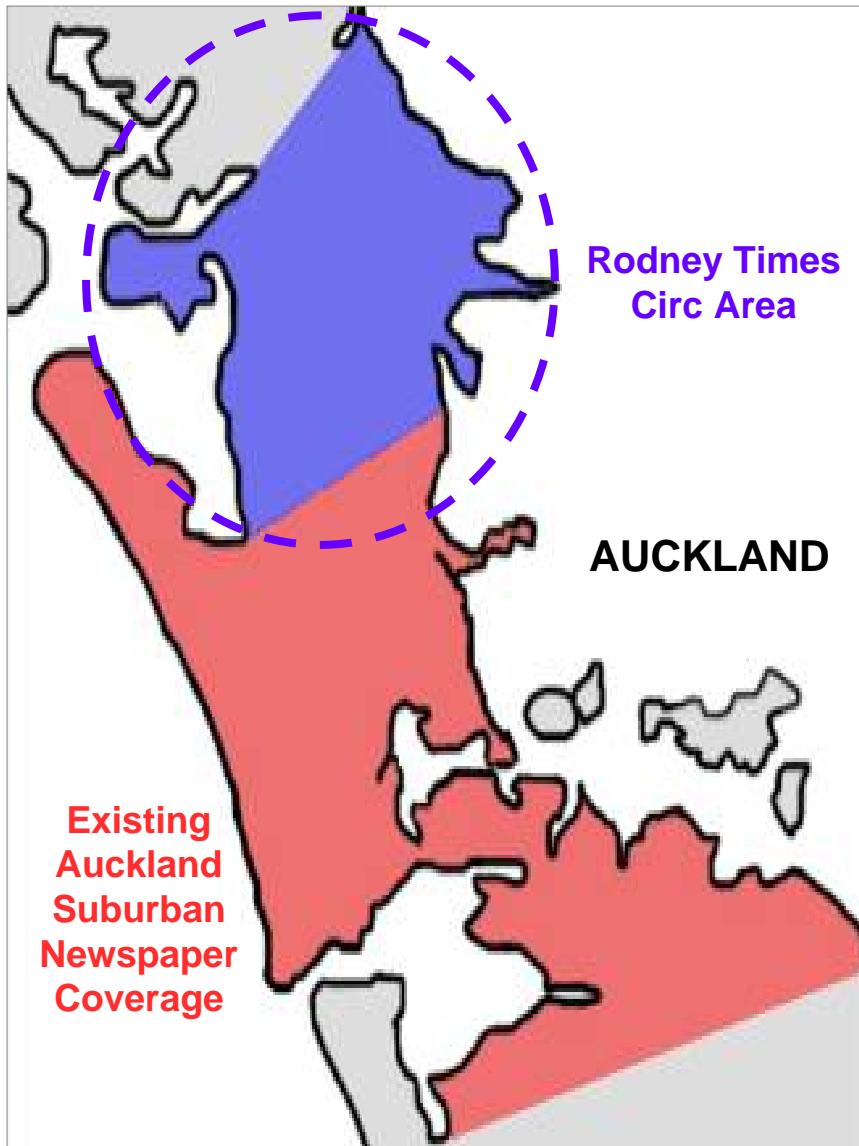 Rodney Times
Circ Area
AUCKLAND
Existing
Auckland
Suburban
Newspaper
Coverage